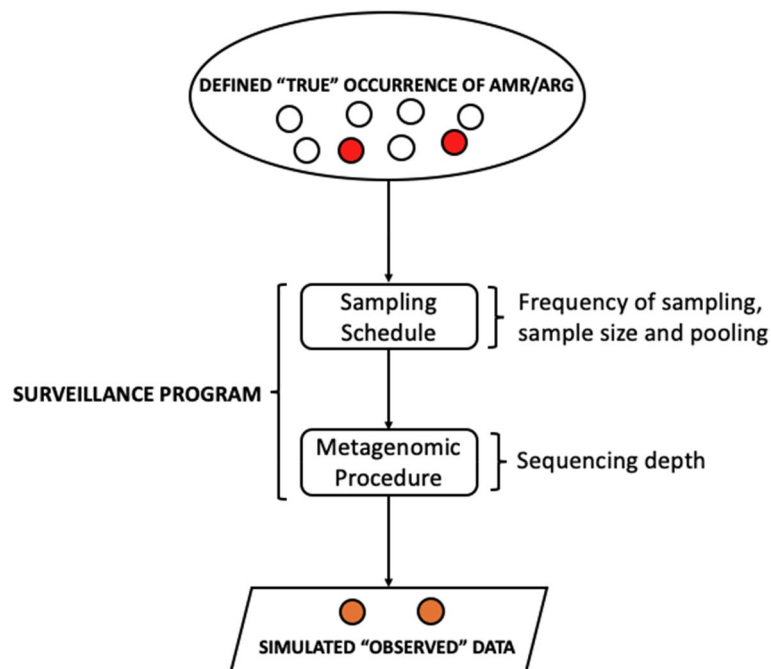 DEFINED “TRUE” OCCURRENCE OF AMR/ARG
Sampling
Schedule
Frequency of sampling,
sample size and pooling
SURVEILLANCE PROGRAM
Metagenomic
Procedure
Sequencing depth
SIMULATED “OBSERVED” DATA